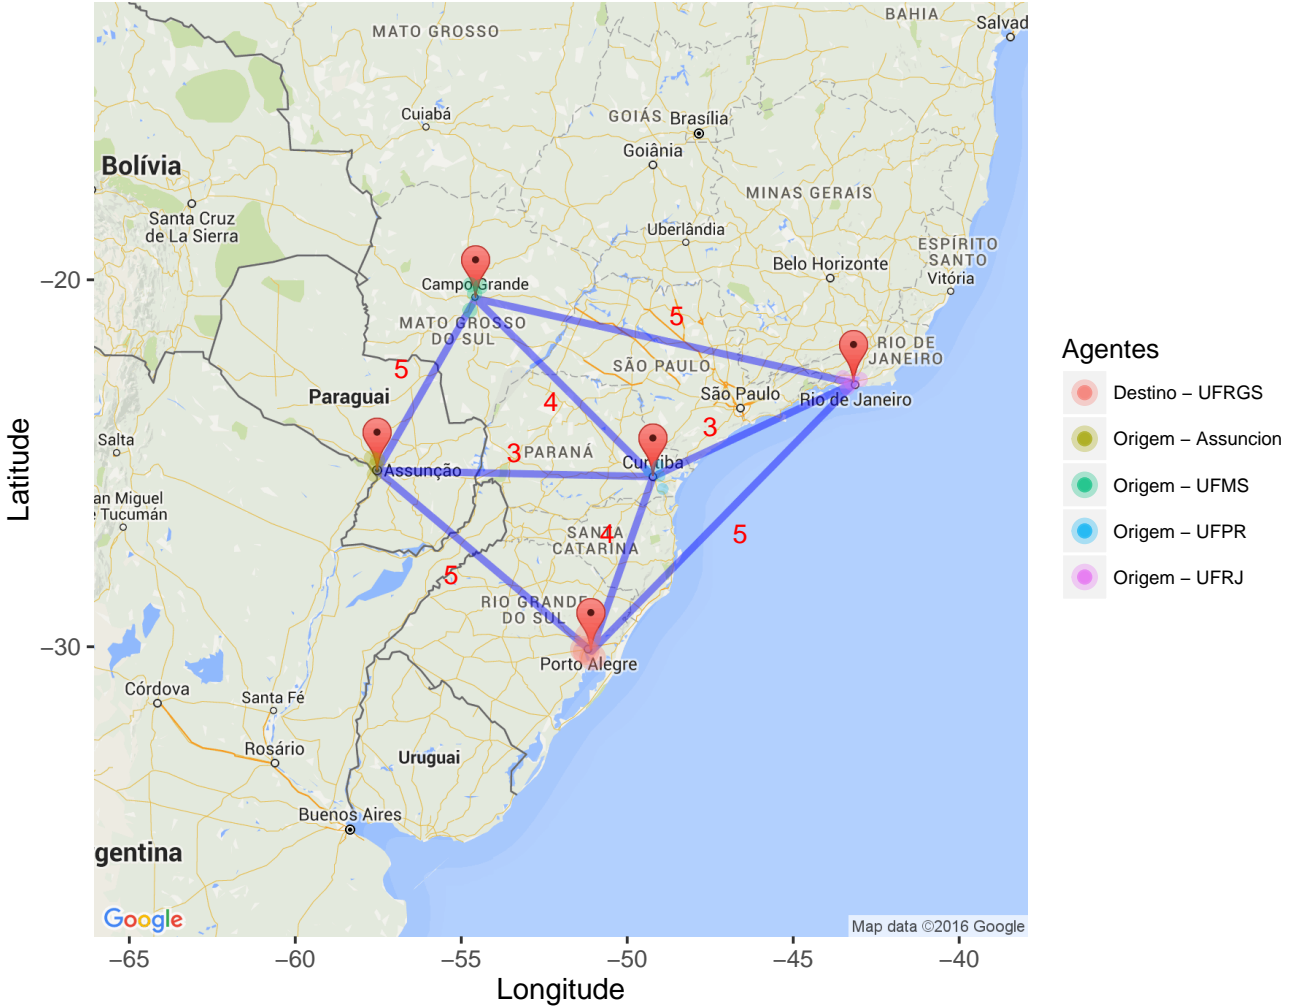 BAHIA
Salvad
MATO GROSSO
Cuiabá
GOIÁS
Brasília
Goiânia
Bolívia
MINAS GERAIS
Santa Cruz
de La Sierra
Uberlândia
ESPÍRITO
SANTO
Belo Horizonte
Vitória
Campo Grande
MATO GROSSO
DO SUL
5
RIO DE
JANEIRO
SÃO PAULO
5
Paraguai
São Paulo
Rio de Janeiro
4
3
Salta
3
PARANÁ
Curitiba
Assunção
an Miguel
e Tucumán
SANTA
CATARINA
4
5
5
RIO GRANDE
DO SUL
Porto Alegre
Córdova
Santa Fé
Rosário
Uruguai
Buenos Aires
gentina
Google
Map data ©2016 Google
−20
−30
Latitude
−65
−60
−55
−50
−45
−40
Longitude
Agentes
Destino − UFRGS
Origem − Assuncion
Origem − UFMS
Origem − UFPR
Origem − UFRJ